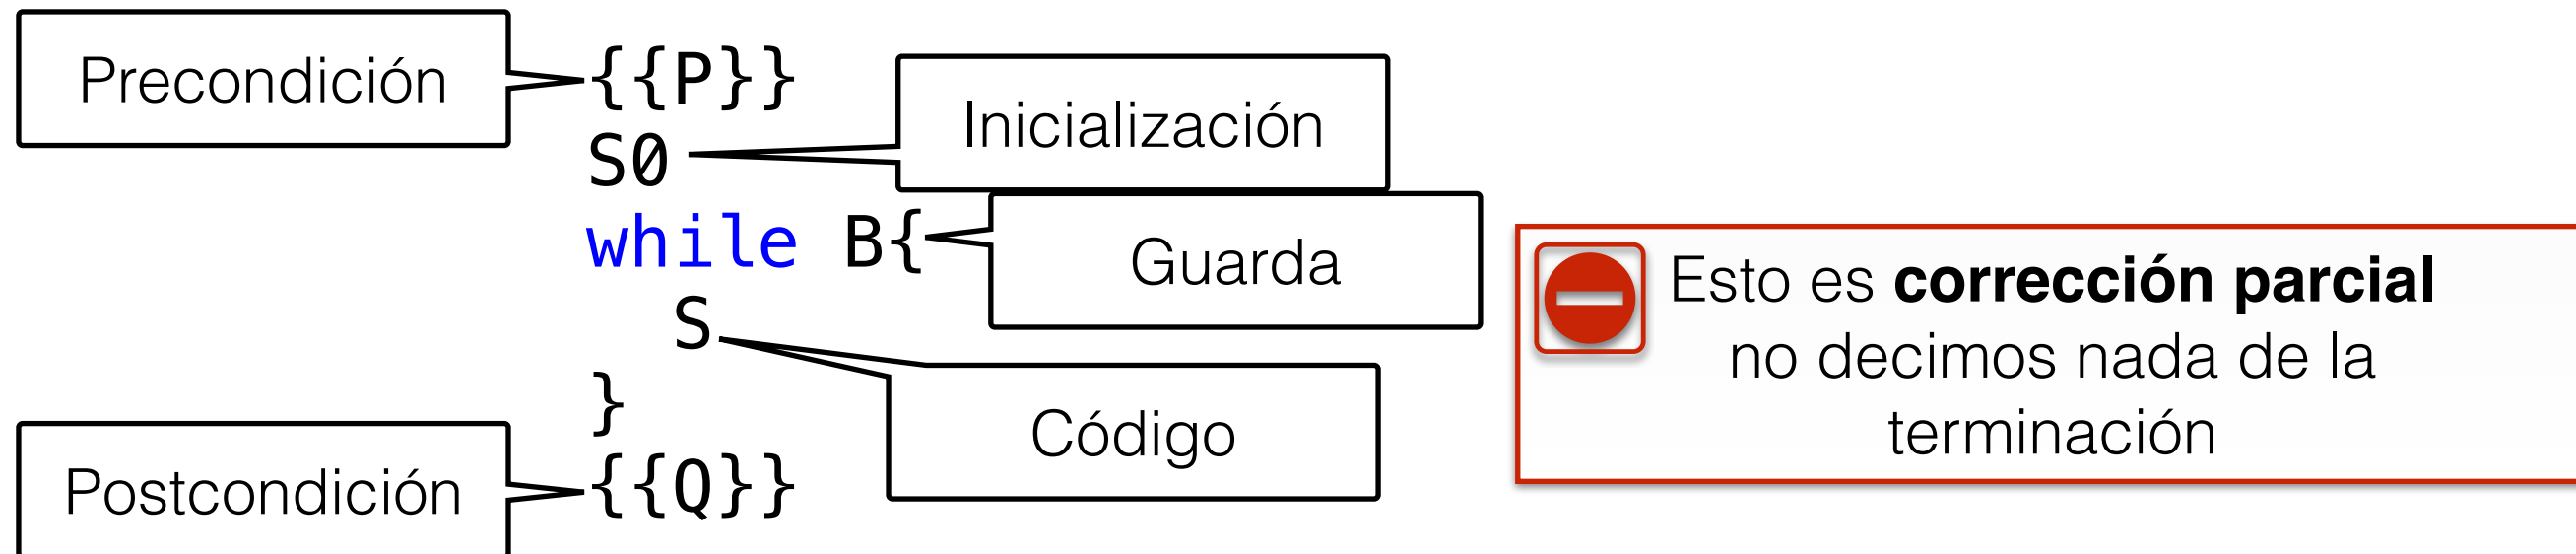 Precondición
{{P}}
Inicialización
S0
while B{
Guarda
S
Esto es corrección parcial
no decimos nada de la
terminación
}
Código
Postcondición
{{Q}}